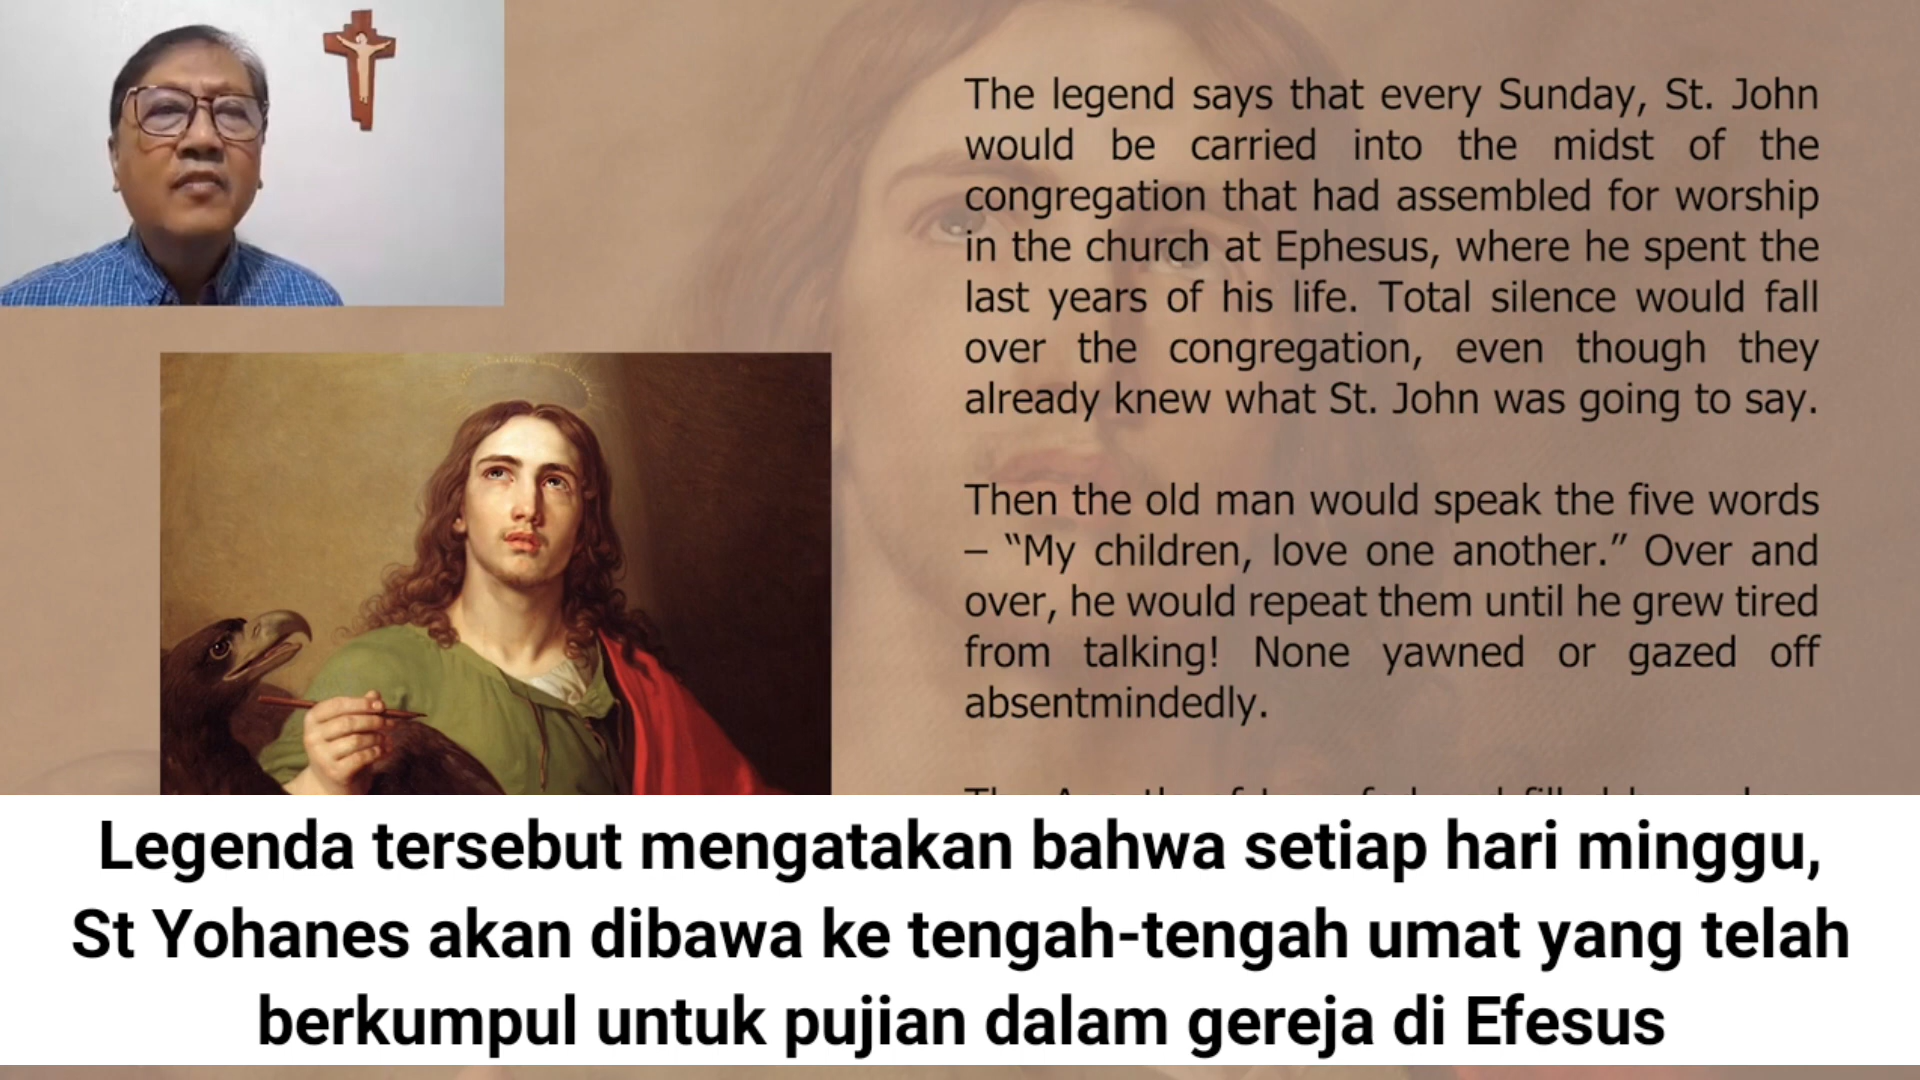 The legend says that every Sunday, St. John
would be carried into the midst of the
congregation that had assembled for worship
in the church at Ephesus, where he spent the
last years of his life. Total silence would fall
over the congregation, even though they
already knew what St. John was going to say.
Then the old man would speak the five words
– “My children, love one another.” Over and
over, he would repeat them until he grew tired
from talking! None yawned or gazed off
absentmindedly.
Legenda tersebut mengatakan bahwa setiap hari minggu,
St Yohanes akan dibawa ke tengah-tengah umat yang telah
berkumpul untuk pujian dalam gereja di Efesus